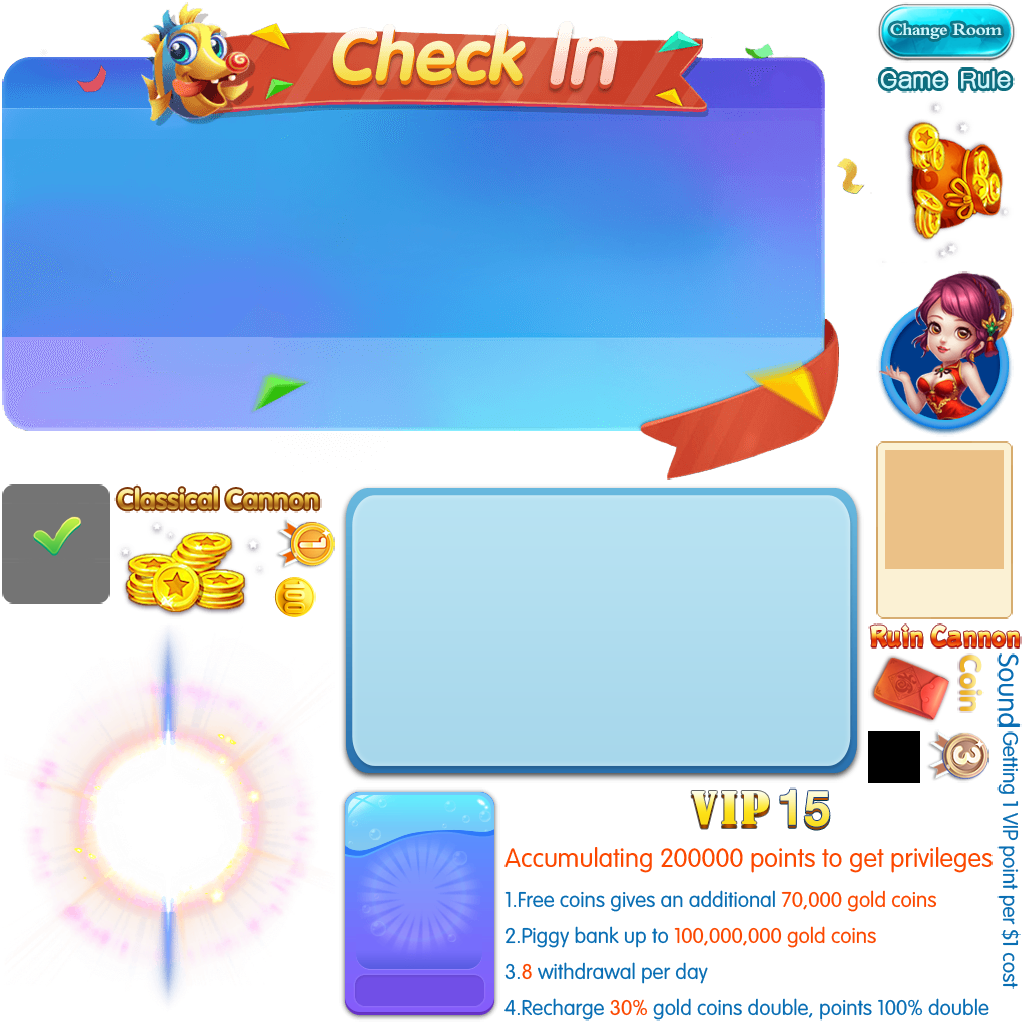 Check In
Change Room
Game Rule
Classical Cannon
1
100
Ruin Cannon
Coin
Sound
3
Getting 1 VIP point per $1 cost
VIP 15
Accumulating 200000 points to get privileges
1.Free coins gives an additional 70,000 gold coins
2.Piggy bank up to 100,000,000 gold coins
3.8 withdrawal per day
4.Recharge 30% gold coins double, points 100% double